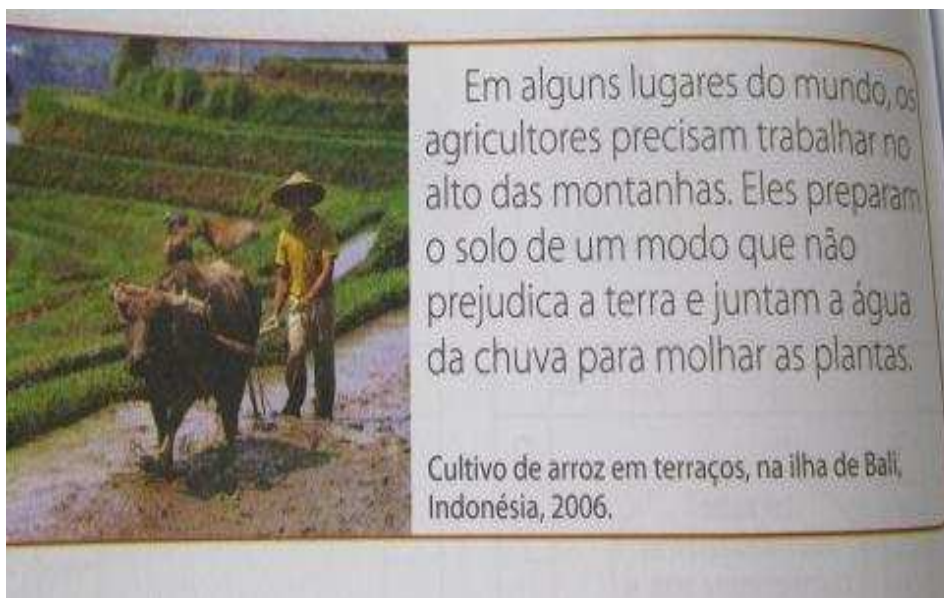 Em alguns lugares do mundo, os
agricultores precisam trabalhar no
alto das montanhas. Eles preparam
o solo de um modo que não
prejudica a terra e juntam a água
da chuva para molhar as plantas.
Cultivo de arroz em terraços, na ilha de Bali,
Indonésia, 2006.